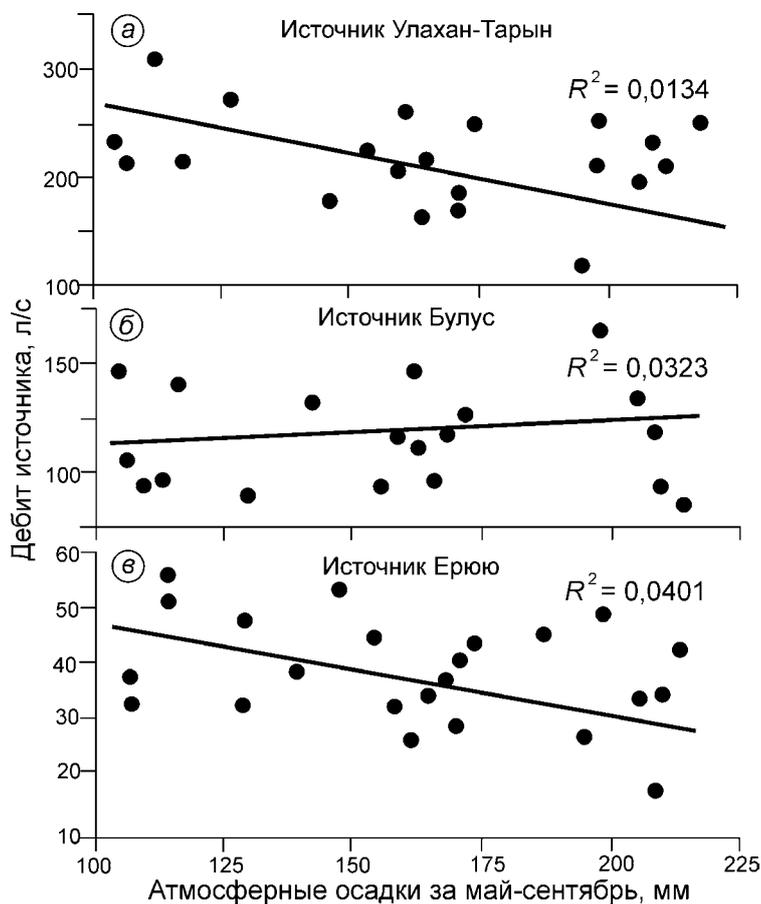 а
Источник Улахан-Тарын
R² = 0,0134
300
200
100
б
Источник Булус
R² = 0,0323
150
100
в
Источник Ерюю
R² = 0,0401
60
50
40
30
20
10
100 125 150 175 200 225
Дебит источника, л/с
Атмосферные осадки за май-сентябрь, мм